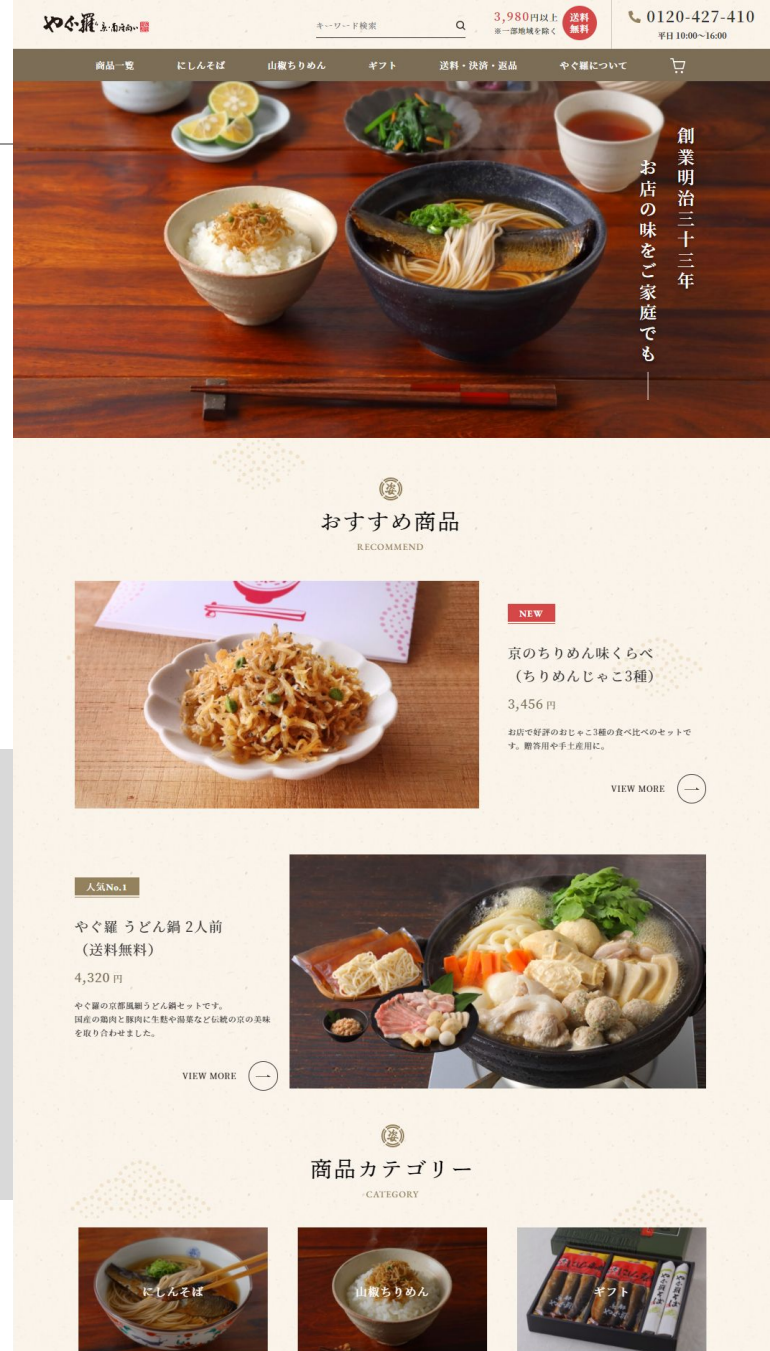 やぐ羅
キーワード検索
3,980円以上
※一部地域を除く
送料
無料
0120-427-410
平日 10:00〜16:00
商品一覧
にしんそば
山椒ちりめん
ギフト
送料・決済・返品
やぐ羅について
創業明治三十三年
お店の味をご家庭でも
おすすめ商品
RECOMMEND
NEW
京のちりめん味くらべ
（ちりめんじゃこ3種）
3,456 円
お店で好評のおじゃこ3種の食べ比べのセットで
す。贈答用や手土産用に。
VIEW MORE
人気No.1
やぐ羅 うどん鍋 2人前
（送料無料）
4,320 円
やぐ羅の京都風細うどん鍋セットです。
国産の鶏肉と豚肉に生麩や湯葉など伝統の京の美味
を取り合わせました。
VIEW MORE
商品カテゴリー
CATEGORY
にしんそば
山椒ちりめん
ギフト